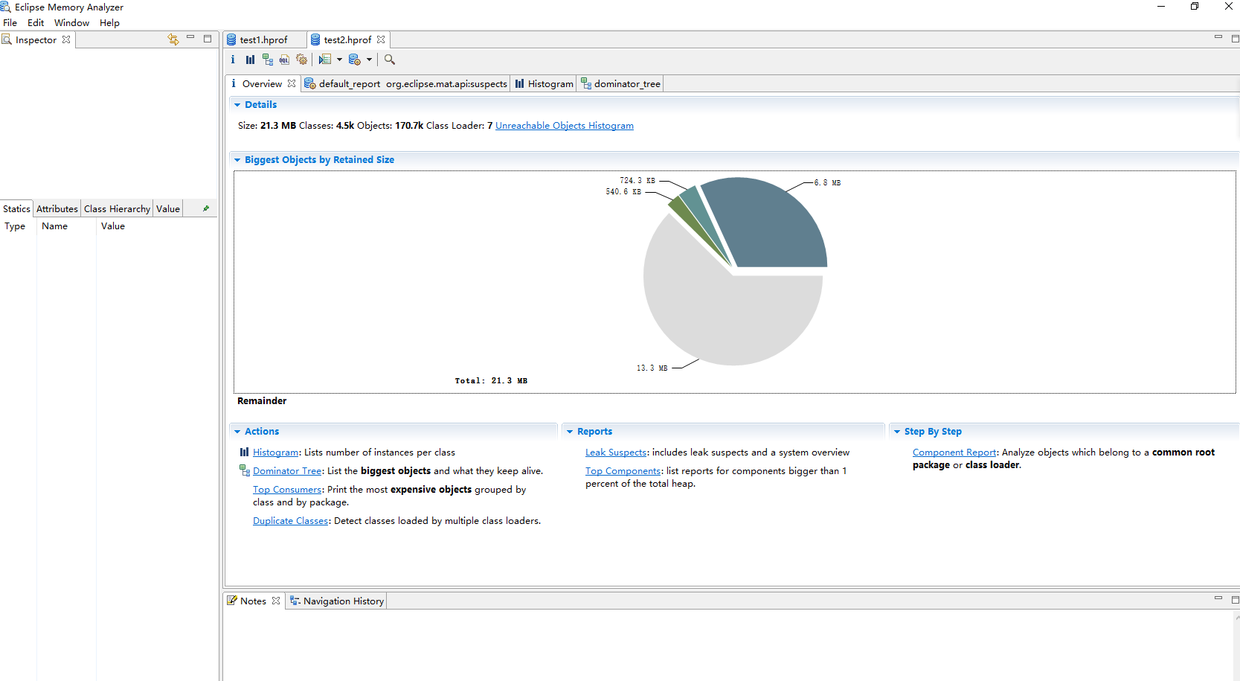 Eclipse Memory Analyzer
File Edit Window Help
Inspector
test1.hprof test2.hprof
Overview default_report org.eclipse.mat.api:suspects Histogram dominator_tree
Details
Size: 21.3 MB Classes: 4.5k Objects: 170.7k Class Loader: 7 Unreachable Objects Histogram
Biggest Objects by Retained Size
724.3 KB
540.6 KB
6.8 MB
13.3 MB
Total: 21.3 MB
Remainder
Statics Attributes Class Hierarchy Value
Type Name Value
Actions
Histogram: Lists number of instances per class
Dominator Tree: List the biggest objects and what they keep alive.
Top Consumers: Print the most expensive objects grouped by
class and by package.
Duplicate Classes: Detect classes loaded by multiple class loaders.
Reports
Leak Suspects: includes leak suspects and a system overview
Top Components: list reports for components bigger than 1
percent of the total heap.
Step By Step
Component Report: Analyze objects which belong to a common root
package or class loader.
Notes Navigation History